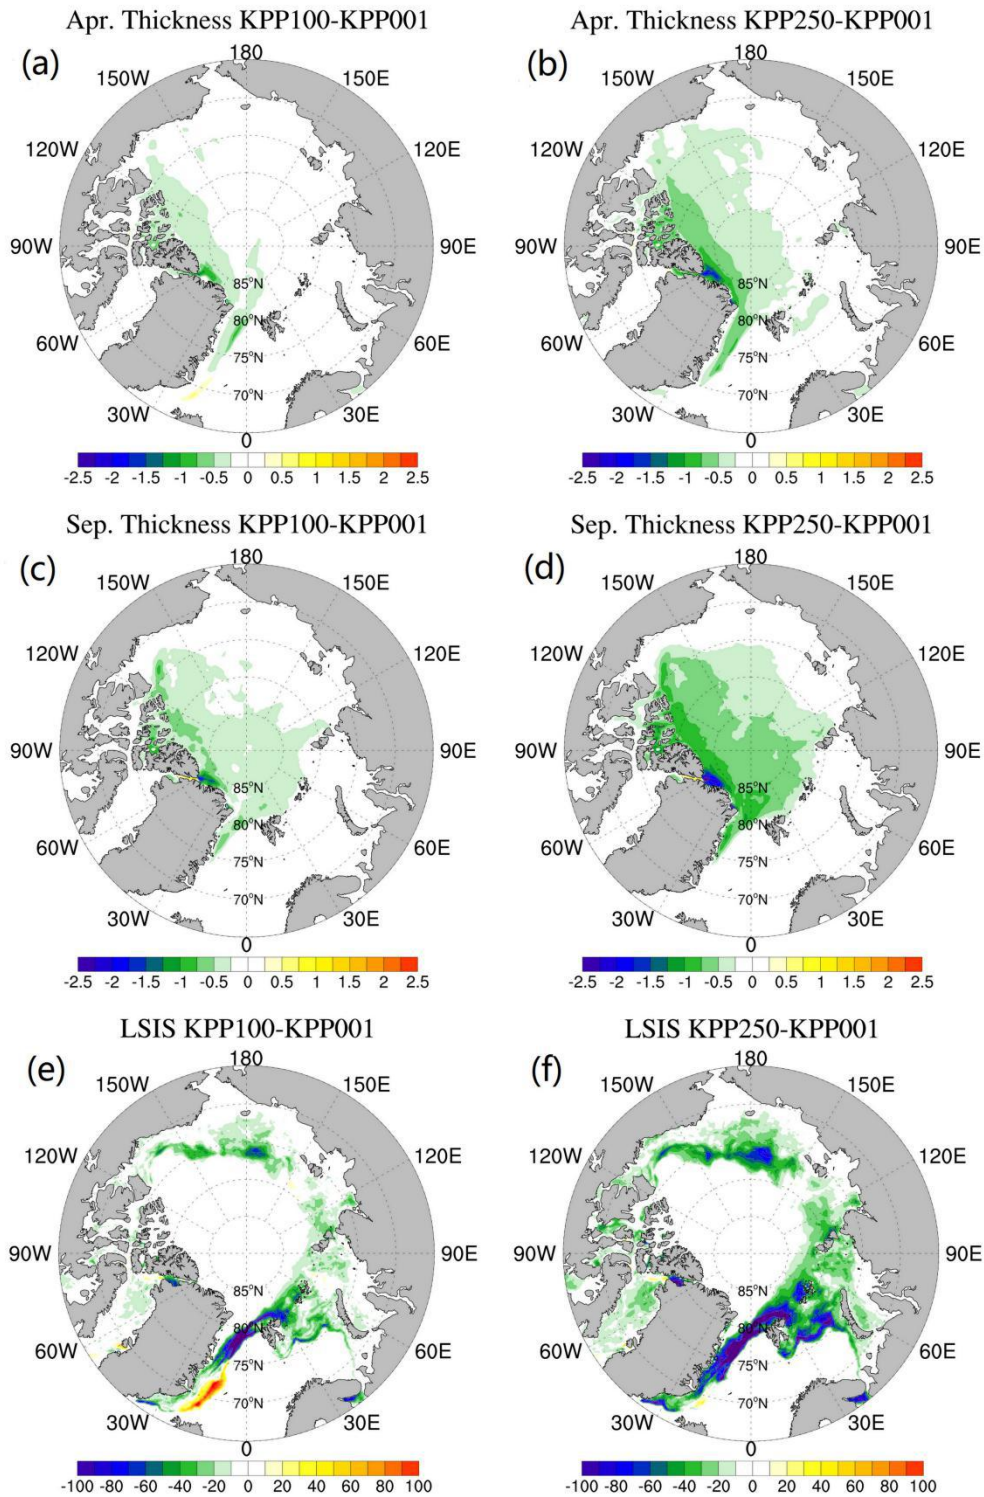 Apr. Thickness KPP100-KPP001
Apr. Thickness KPP250-KPP001
(a)
180
150W
150E
120W
120E
90W
90E
85°N
80°N
75°N
70°N
60W
60E
30W
30E
0
-2.5 -2 -1.5 -1 -0.5 0 0.5 1 1.5 2 2.5
(b)
180
150W
150E
120W
120E
90W
90E
85°N
80°N
75°N
70°N
60W
60E
30W
30E
0
-2.5 -2 -1.5 -1 -0.5 0 0.5 1 1.5 2 2.5
Sep. Thickness KPP100-KPP001
Sep. Thickness KPP250-KPP001
(c)
180
150W
150E
120W
120E
90W
90E
85°N
80°N
75°N
70°N
60W
60E
30W
30E
0
-2.5 -2 -1.5 -1 -0.5 0 0.5 1 1.5 2 2.5
(d)
180
150W
150E
120W
120E
90W
90E
85°N
80°N
75°N
70°N
60W
60E
30W
30E
0
-2.5 -2 -1.5 -1 -0.5 0 0.5 1 1.5 2 2.5
LSIS KPP100-KPP001
LSIS KPP250-KPP001
(e)
180
150W
150E
120W
120E
90W
90E
85°N
80°N
75°N
70°N
60W
60E
30W
30E
0
-100 -80 -60 -40 -20 0 20 40 60 80 100
(f)
180
150W
150E
120W
120E
90W
90E
85°N
80°N
75°N
70°N
60W
60E
30W
30E
0
-100 -80 -60 -40 -20 0 20 40 60 80 100